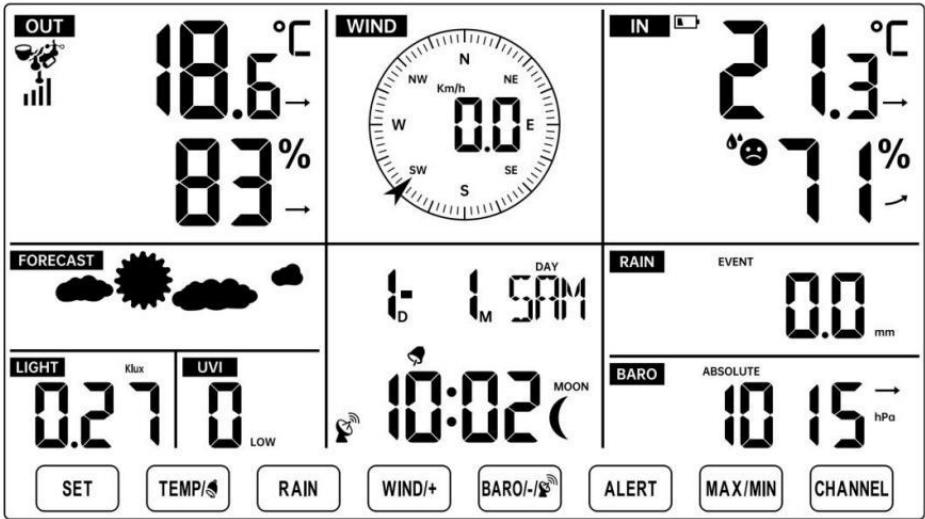 OUT
18.6 °C
83 %
WIND
N
NW NE
Km/h
W 0.0 E
SW SE
S
IN
21.3 °C
71 %
FORECAST
DAY
1 D - 1 M SAM
RAIN EVENT
0.0 mm
LIGHT Klux
0.27
UVI
0 LOW
10:02 MOON
BARO ABSOLUTE
1015 hPa
SET TEMP/ RAIN WIND/+ BARO/-/ ALERT MAX/MIN CHANNEL